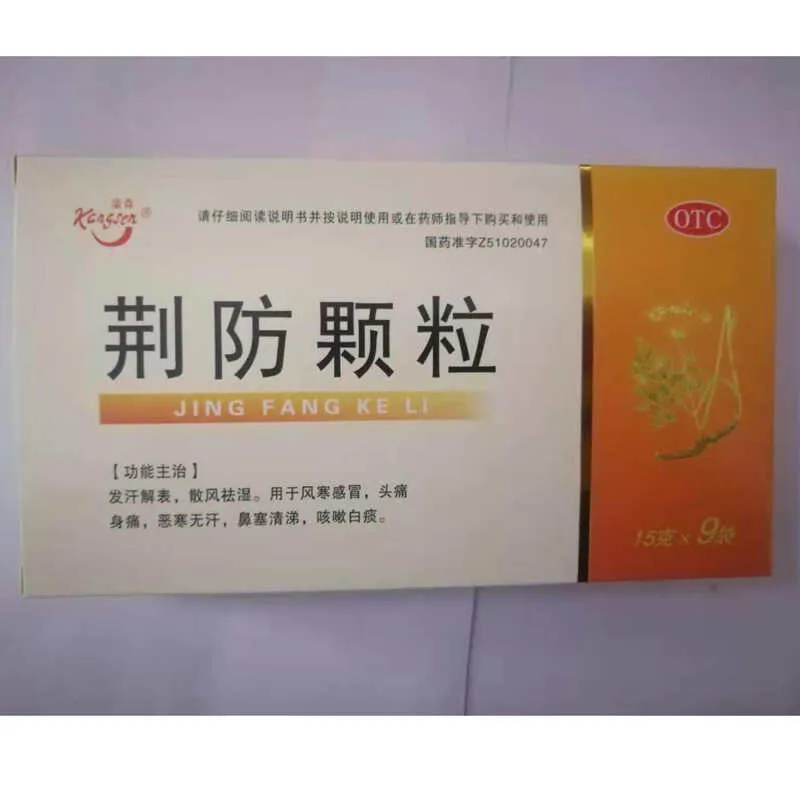 Kangsen®
请仔细阅读说明书并按说明使用或在药师指导下购买和使用
国药准字Z51020047
OTC
荆防颗粒
JING FANG KE LI
【功能主治】
发汗解表，散风祛湿。用于风寒感冒，头痛
身痛，恶寒无汗，鼻塞清涕，咳嗽白痰。
15克×9袋